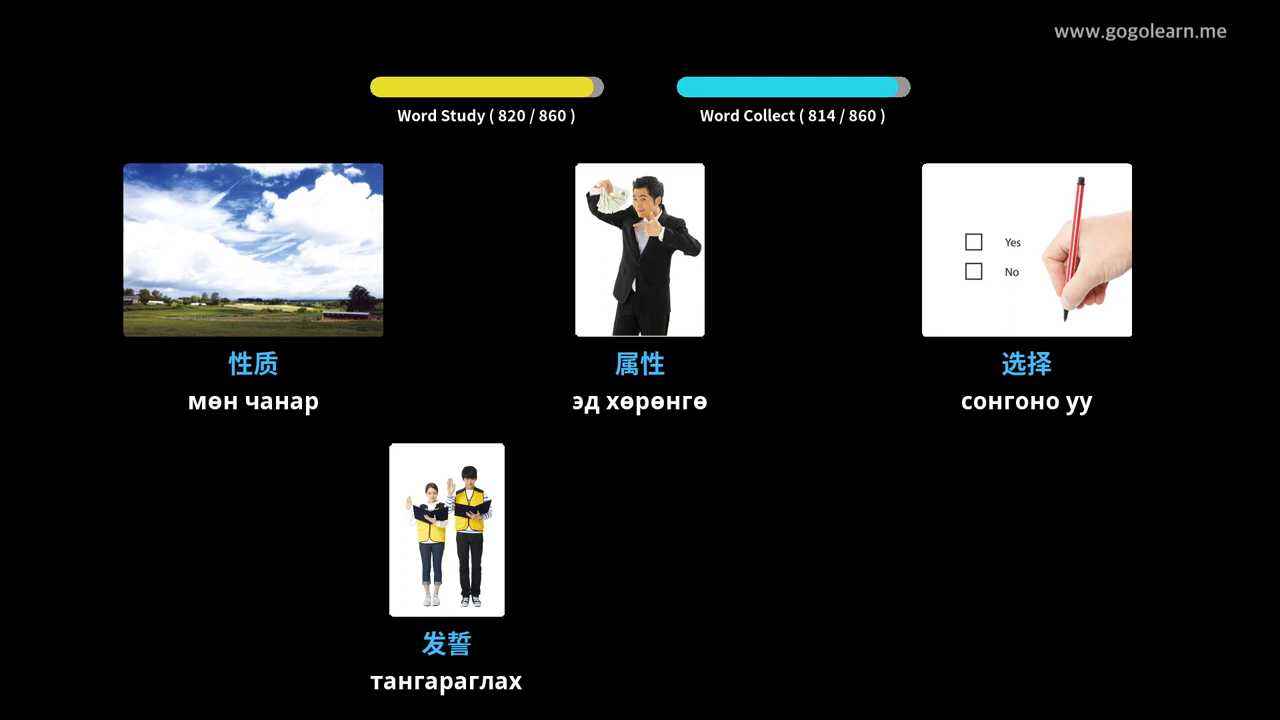 www.gogolearn.me
Word Study ( 820 / 860 )
Word Collect ( 814 / 860 )
Yes
No
性质
属性
选择
мөн чанар
эд хөрөнгө
сонгоно уу
发誓
тангараглах